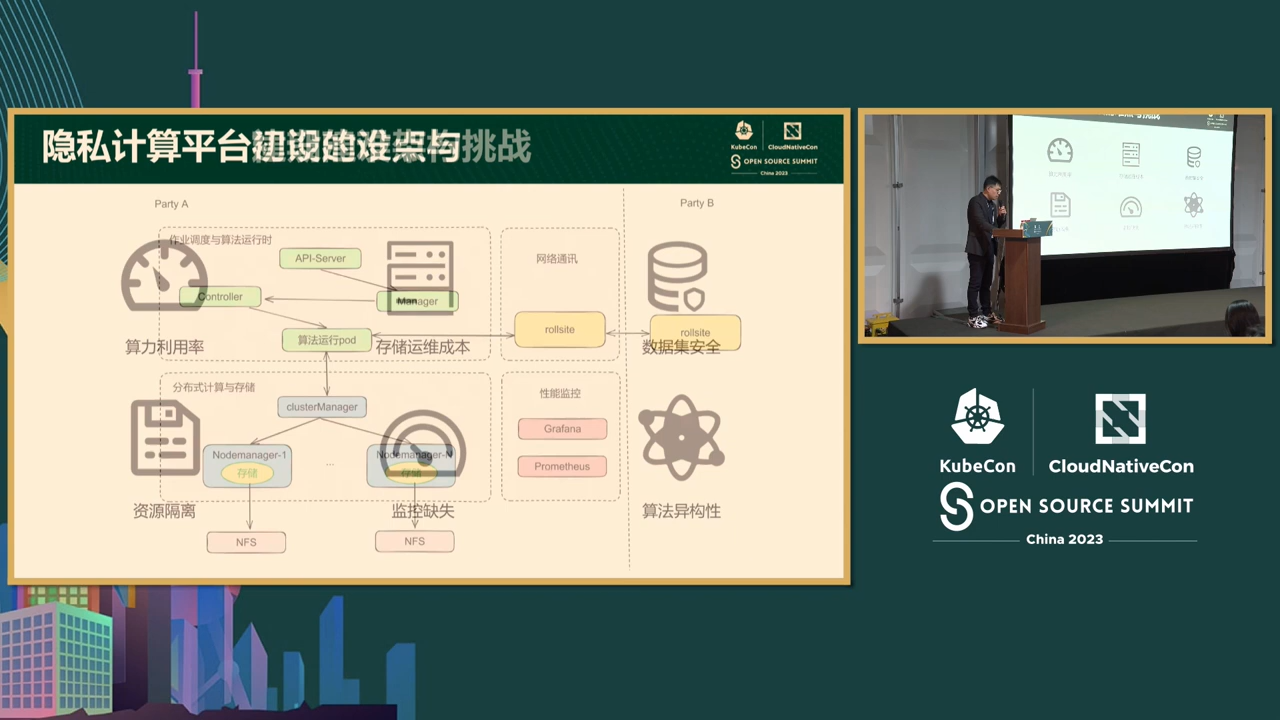 隐私计算平台
架构挑战
KubeCon
CloudNativeCon
OPEN SOURCE SUMMIT
China 2023
Party A
Party B
作业调度与算法运行时
API-Server
网络通讯
Controller
Manager
rollsite
rollsite
算法运行pod
算力利用率
存储运维成本
数据集安全
分布式计算与存储
性能监控
clusterManager
Grafana
Nodemanager-1
...
Nodemanager-N
存储
存储
Prometheus
资源隔离
监控缺失
算法异构性
NFS
NFS
KubeCon
CloudNativeCon
OPEN SOURCE SUMMIT
China 2023